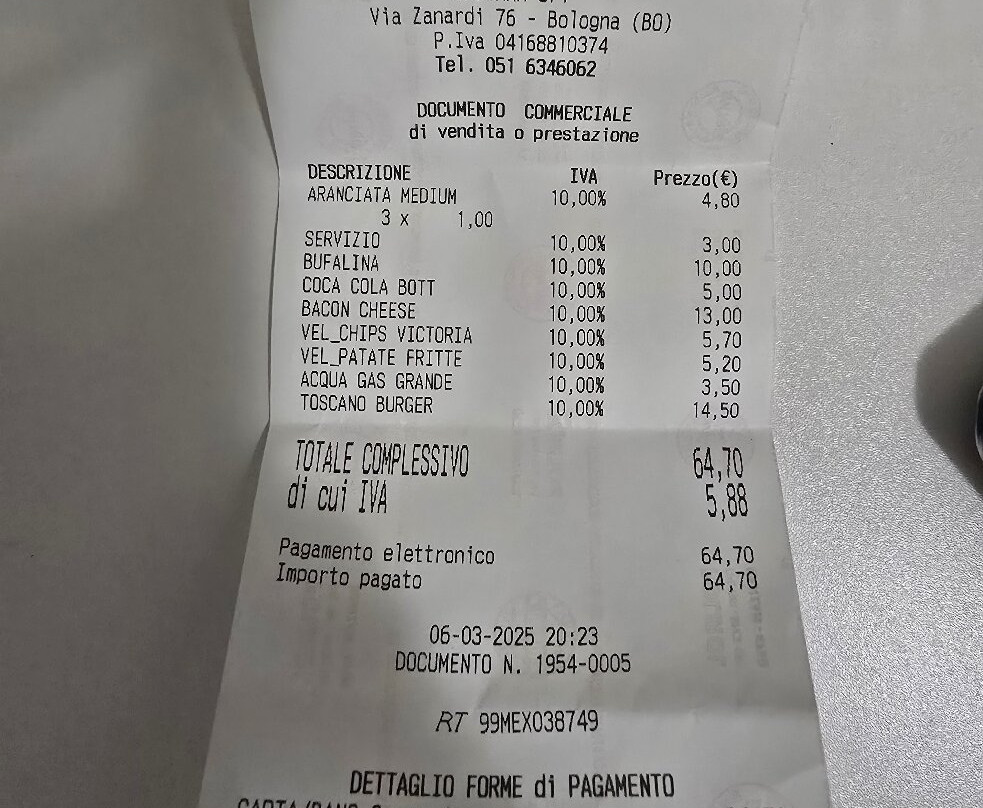 Via Zanardi 76 - Bologna (BO)
P.Iva 04168810374
Tel. 051 6346062
DOCUMENTO COMMERCIALE
di vendita o prestazione
DESCRIZIONE IVA Prezzo(€)
ARANCIATA MEDIUM 10,00% 4,80
3 x 1,00
SERVIZIO 10,00% 3,00
BUFALINA 10,00% 10,00
COCA COLA BOTT 10,00% 5,00
BACON CHEESE 10,00% 13,00
VEL_CHIPS VICTORIA 10,00% 5,70
VEL_PATATE FRITTE 10,00% 5,20
ACQUA GAS GRANDE 10,00% 3,50
TOSCANO BURGER 10,00% 14,50
TOTALE COMPLESSIVO 64,70
di cui IVA 5,88
Pagamento elettronico 64,70
Importo pagato 64,70
06-03-2025 20:23
DOCUMENTO N. 1954-0005
RT 99MEX038749
DETTAGLIO FORME di PAGAMENTO